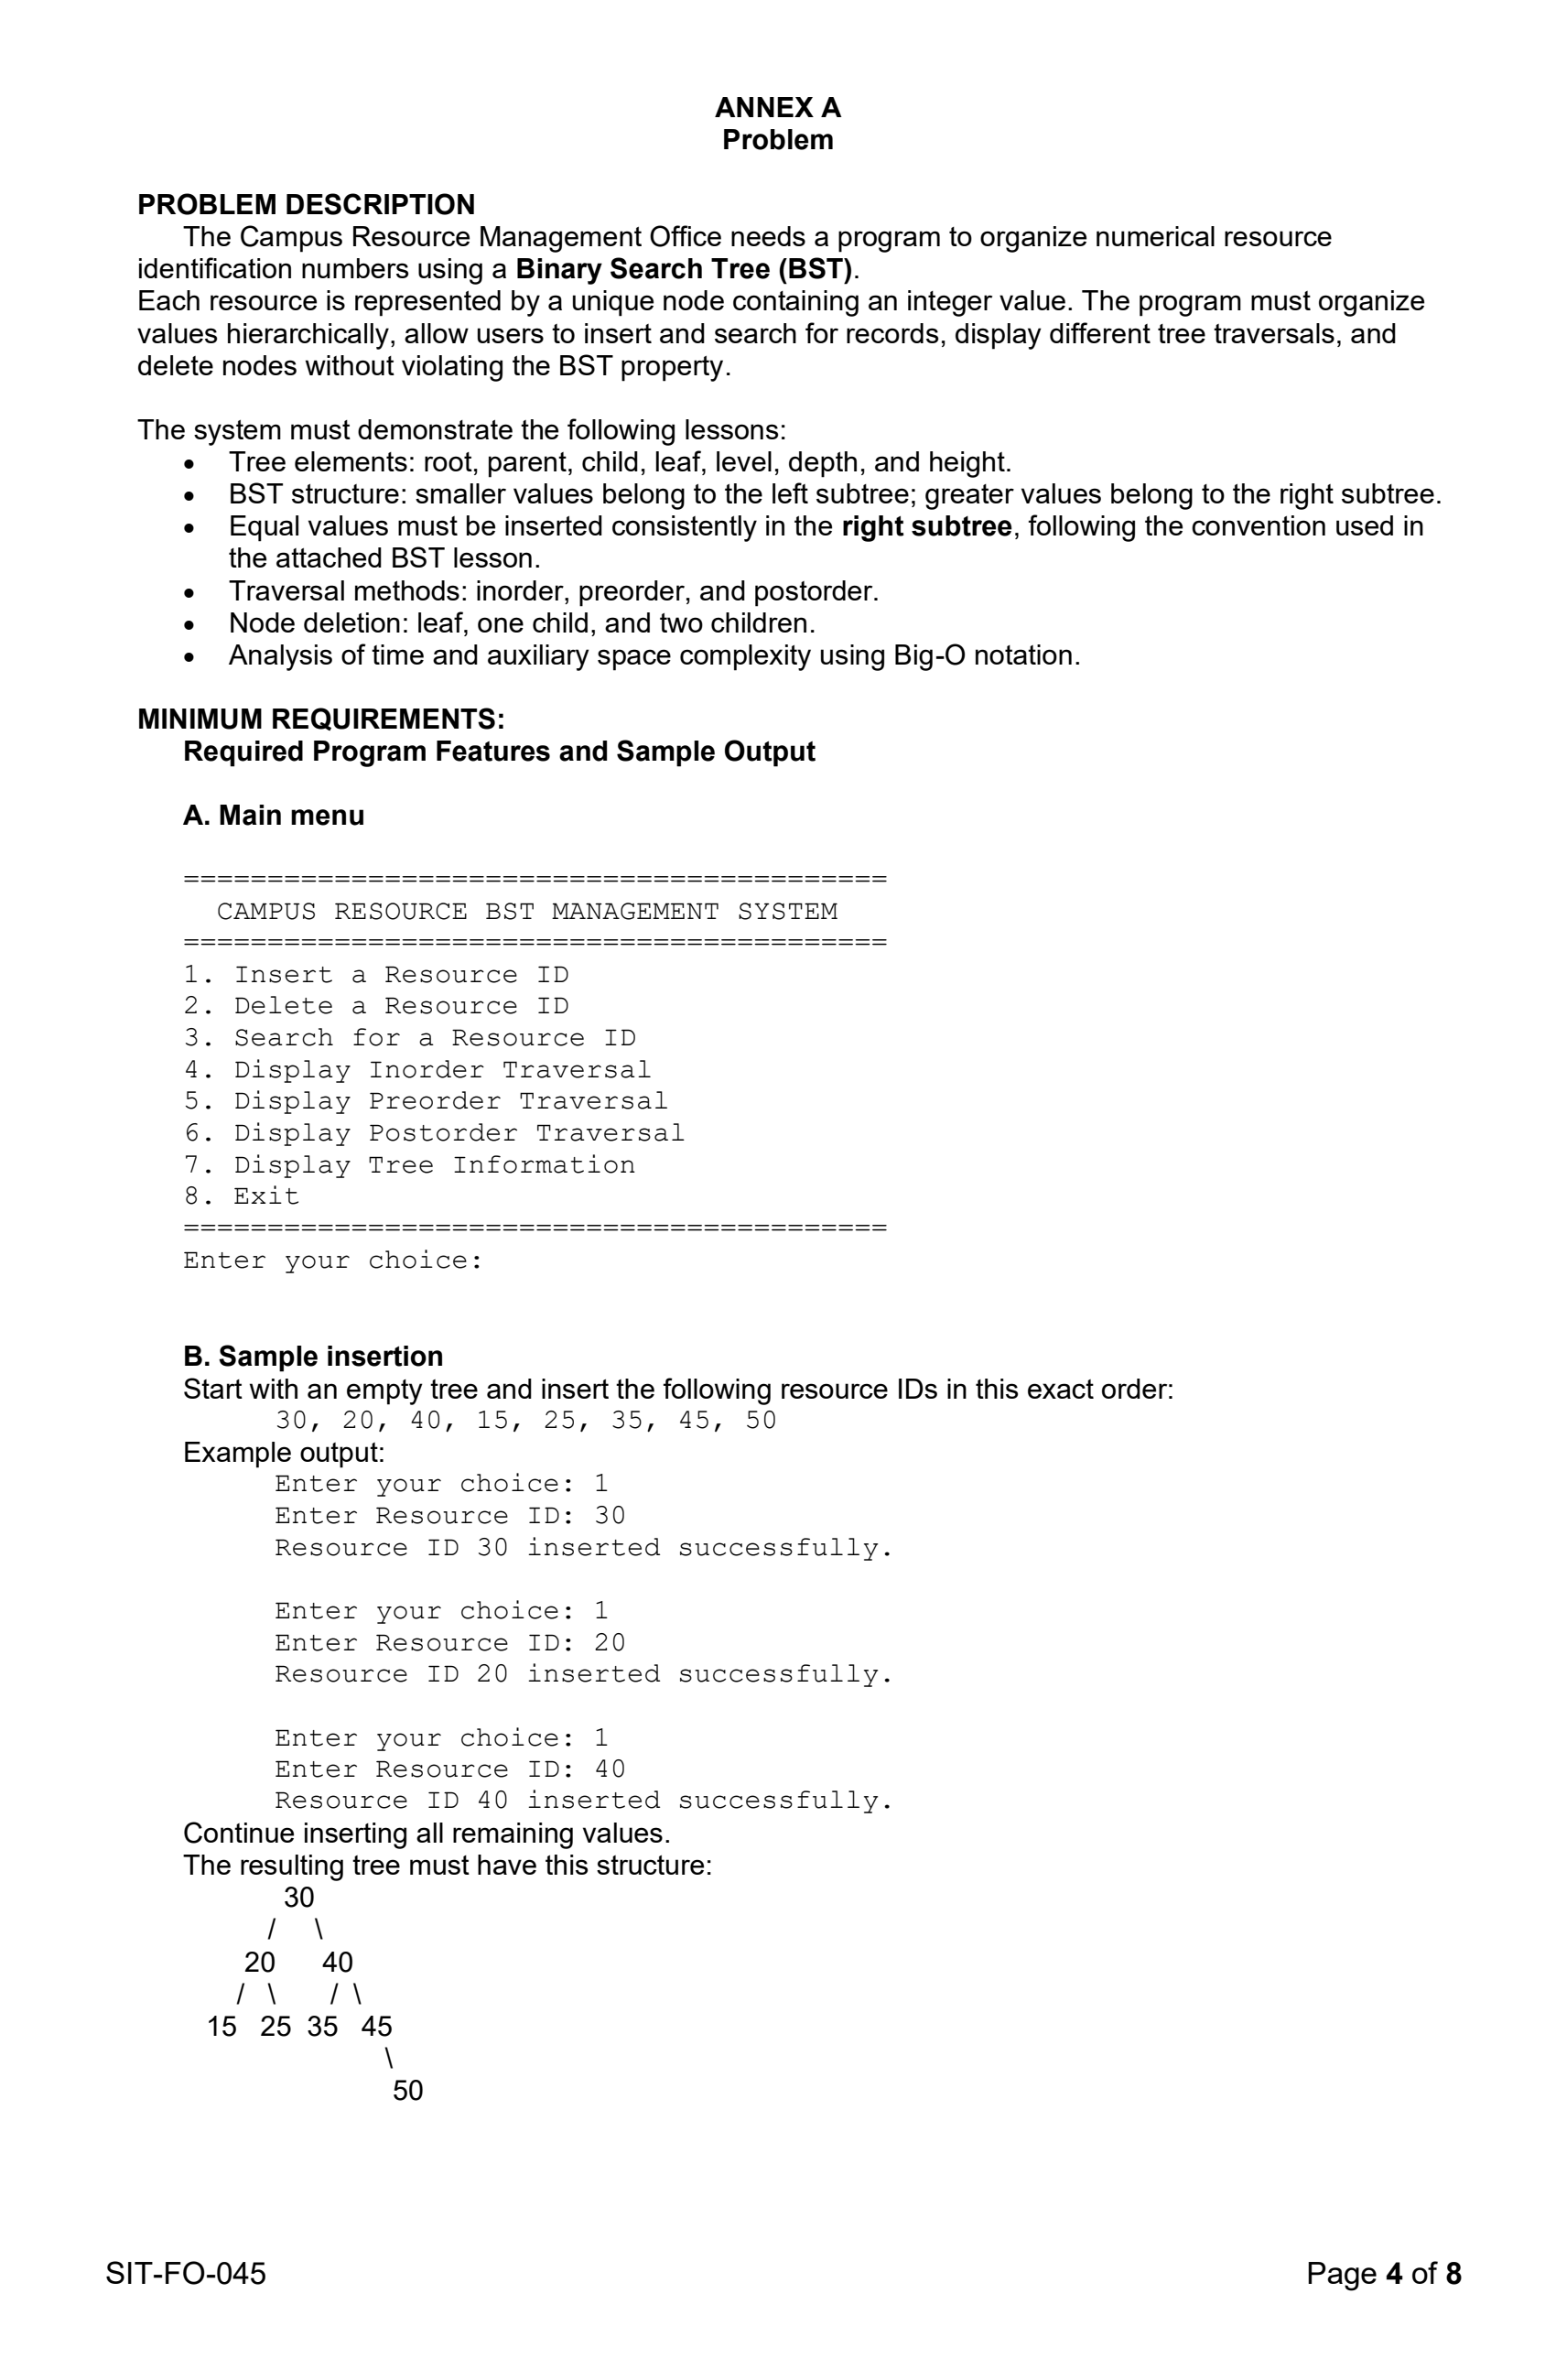 ANNEX A
Problem
PROBLEM DESCRIPTION
The Campus Resource Management Office needs a program to organize numerical resource
identification numbers using a Binary Search Tree (BST).
Each resource is represented by a unique node containing an integer value. The program must organize
values hierarchically, allow users to insert and search for records, display different tree traversals, and
delete nodes without violating the BST property.
The system must demonstrate the following lessons:
• Tree elements: root, parent, child, leaf, level, depth, and height.
• BST structure: smaller values belong to the left subtree; greater values belong to the right subtree.
• Equal values must be inserted consistently in the right subtree, following the convention used in
the attached BST lesson.
• Traversal methods: inorder, preorder, and postorder.
• Node deletion: leaf, one child, and two children.
• Analysis of time and auxiliary space complexity using Big-O notation.
MINIMUM REQUIREMENTS:
Required Program Features and Sample Output
A. Main menu
==========================================
CAMPUS RESOURCE BST MANAGEMENT SYSTEM
==========================================
1. Insert a Resource ID
2. Delete a Resource ID
3. Search for a Resource ID
4. Display Inorder Traversal
5. Display Preorder Traversal
6. Display Postorder Traversal
7. Display Tree Information
8. Exit
==========================================
Enter your choice:
B. Sample insertion
Start with an empty tree and insert the following resource IDs in this exact order:
30, 20, 40, 15, 25, 35, 45, 50
Example output:
Enter your choice: 1
Enter Resource ID: 30
Resource ID 30 inserted successfully.
Enter your choice: 1
Enter Resource ID: 20
Resource ID 20 inserted successfully.
Enter your choice: 1
Enter Resource ID: 40
Resource ID 40 inserted successfully.
Continue inserting all remaining values.
The resulting tree must have this structure:
30
/ \
20 40
/ \ / \
15 25 35 45
\
50
SIT-FO-045 Page 4 of 8